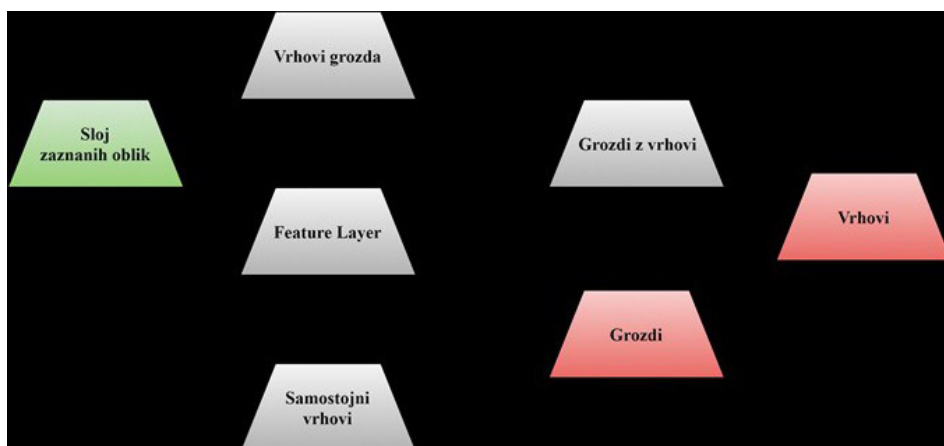 Vrhovi grozda
Sloj
zaznanih oblik
Grozdi z vrhovi
Feature Layer
Vrhovi
Grozdi
Samostojni
vrhovi